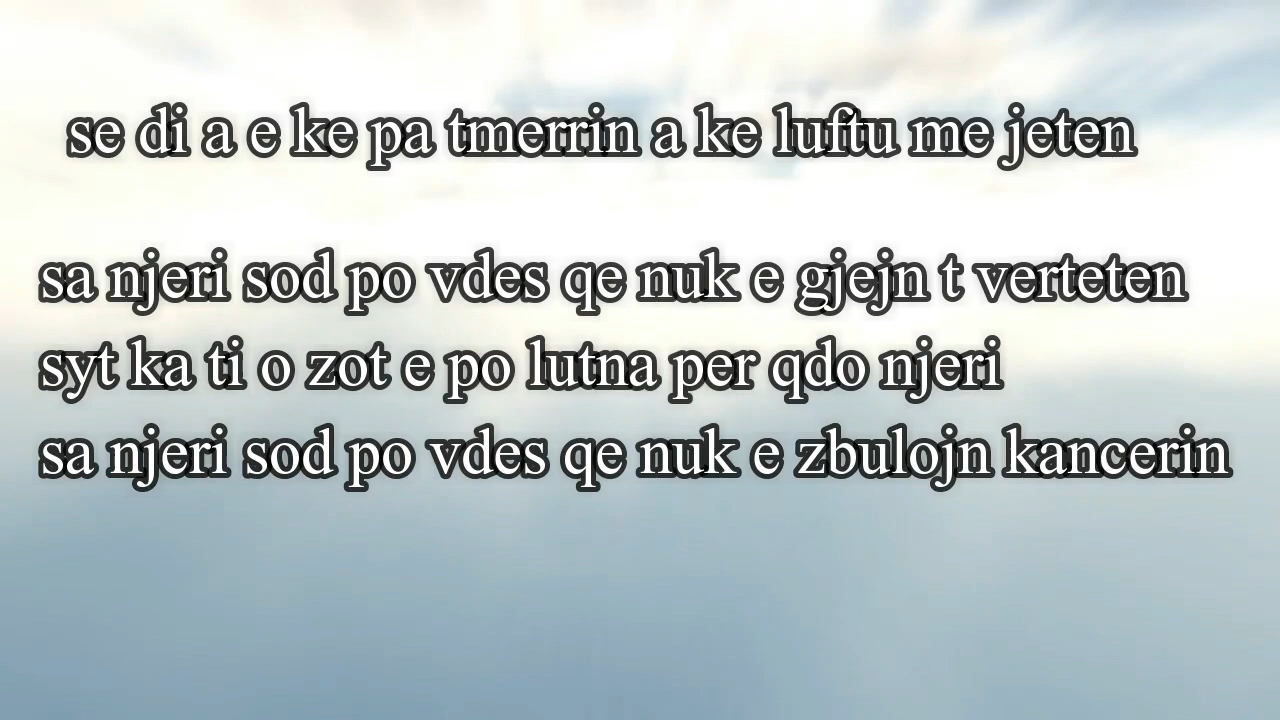 se di a e ke pa tmerrin a ke luftu me jeten
sa njeri sod po vdes qe nuk e gjejn t verteten
syt ka ti o zot e po lutna per qdo njeri
sa njeri sod po vdes qe nuk e zbulojn kancerin